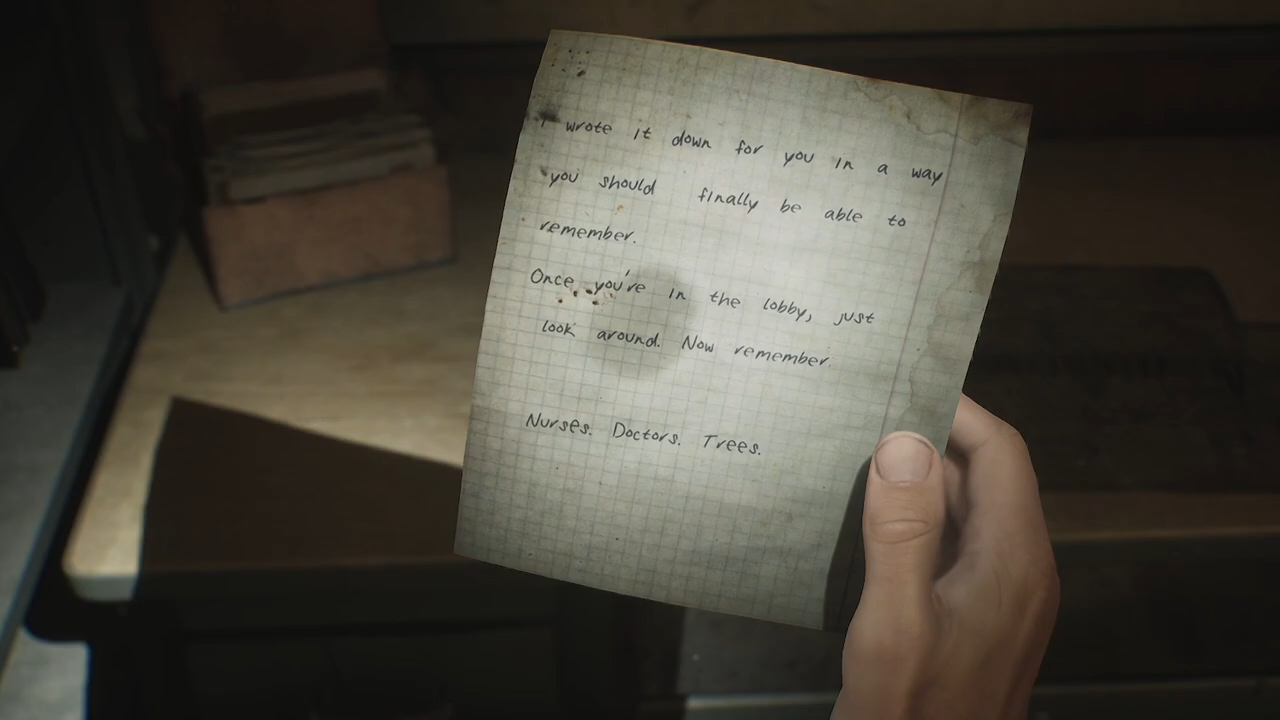 I wrote it down for you in a way
you should finally be able to
remember.
Once you're in the lobby, just
look around. Now remember.
Nurses. Doctors. Trees.